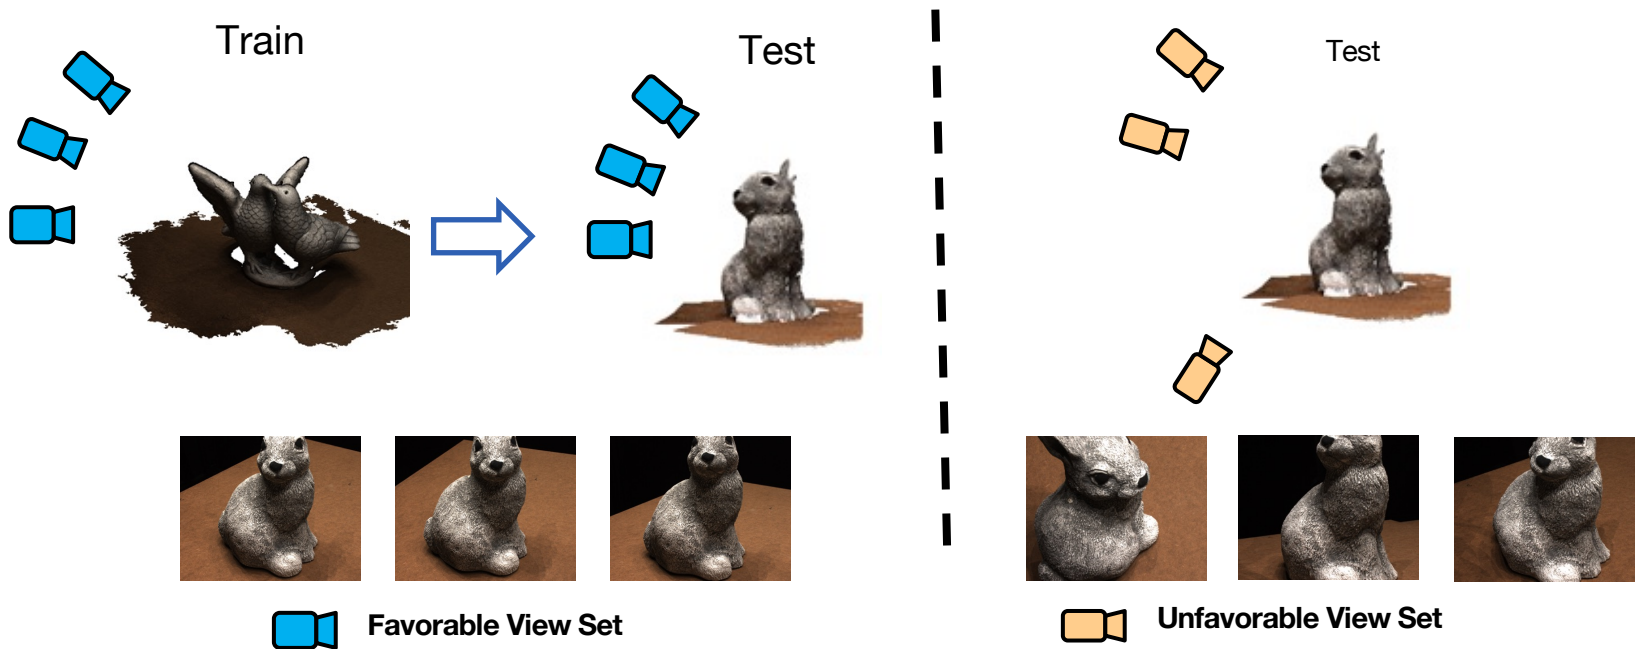 Train
Test
Test
Favorable View Set
Unfavorable View Set